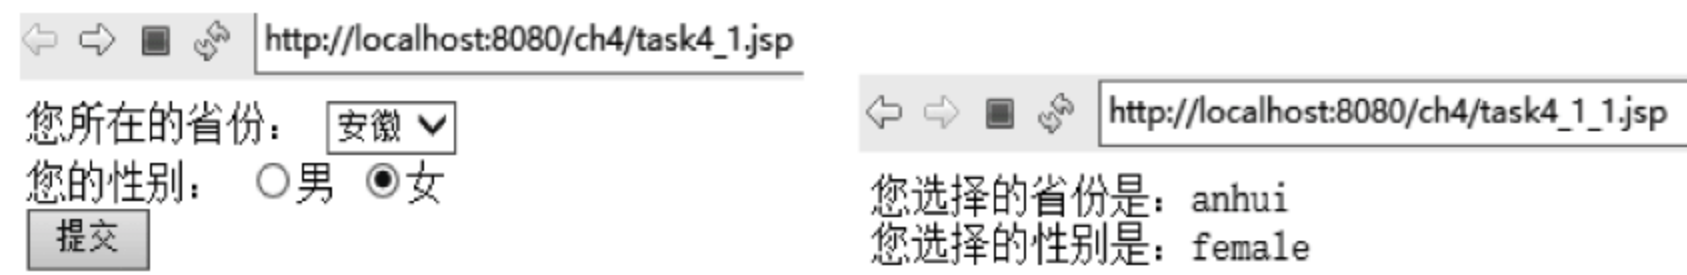 http://localhost:8080/ch4/task4_1.jsp
您所在的省份： 安徽
您的性别： 男 女
提交
http://localhost:8080/ch4/task4_1_1.jsp
您选择的省份是：anhui
您选择的性别是：female